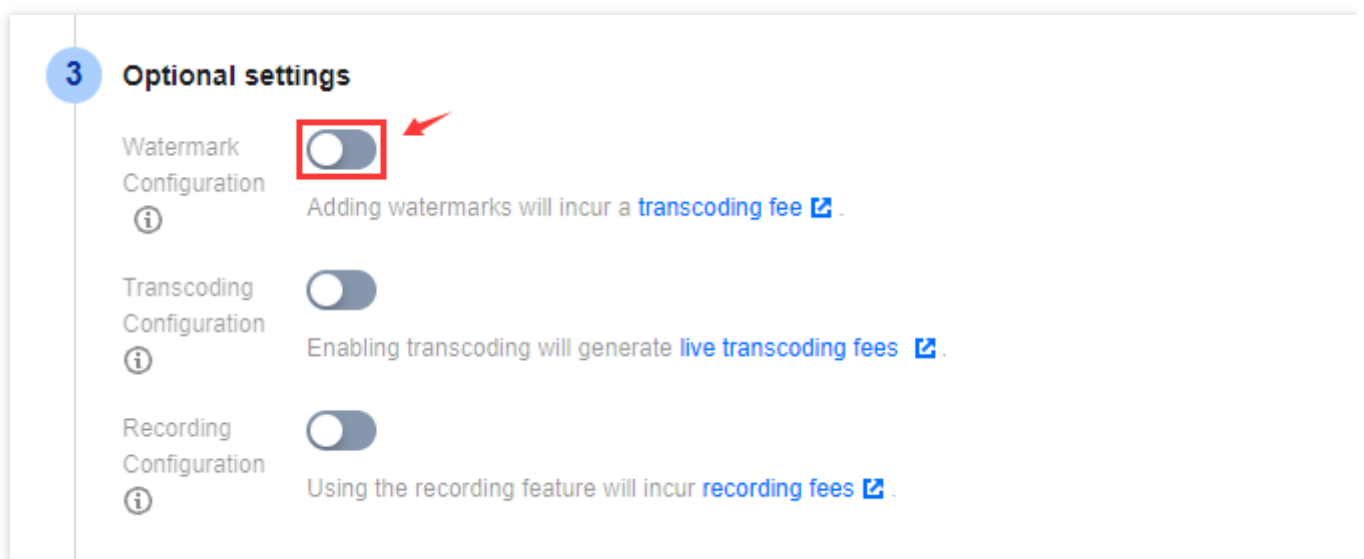 3 Optional settings
Watermark
Configuration
Adding watermarks will incur a transcoding fee .
Transcoding
Configuration
Enabling transcoding will generate live transcoding fees .
Recording
Configuration
Using the recording feature will incur recording fees .